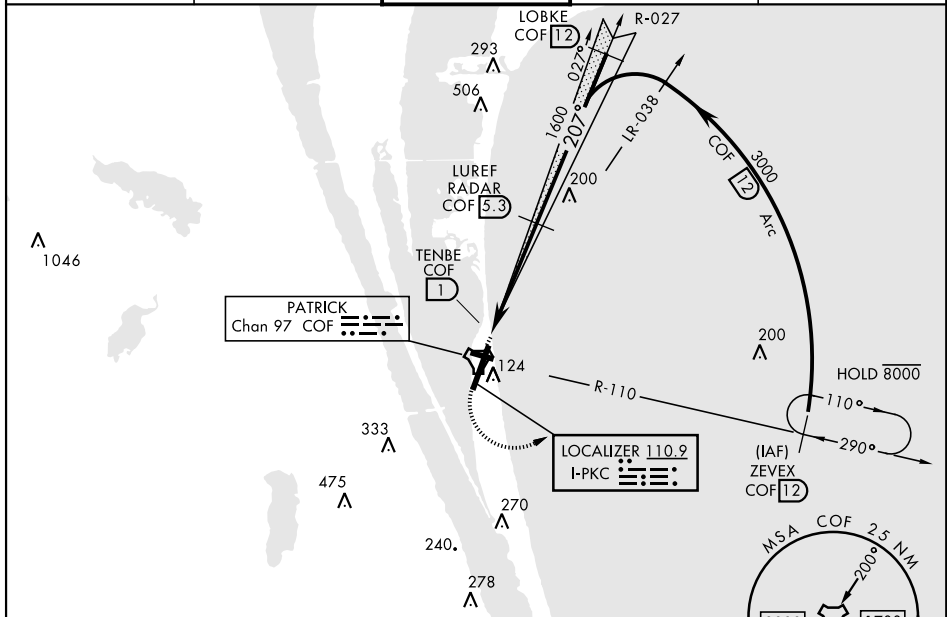 LOBKE
COF 12
R-027
293
027°
506
1600
207°
LR-038
COF 12 Arc
3000
LUREF
RADAR
COF 5.3
200
1046
TENBE
COF
1
PATRICK
Chan 97 COF
124
200
HOLD 8000
R-110
110°
290°
333
LOCALIZER 110.9
I-PKC
(IAF)
ZEVEX
COF 12
475
270
240
278
MSA COF 25 NM
200°